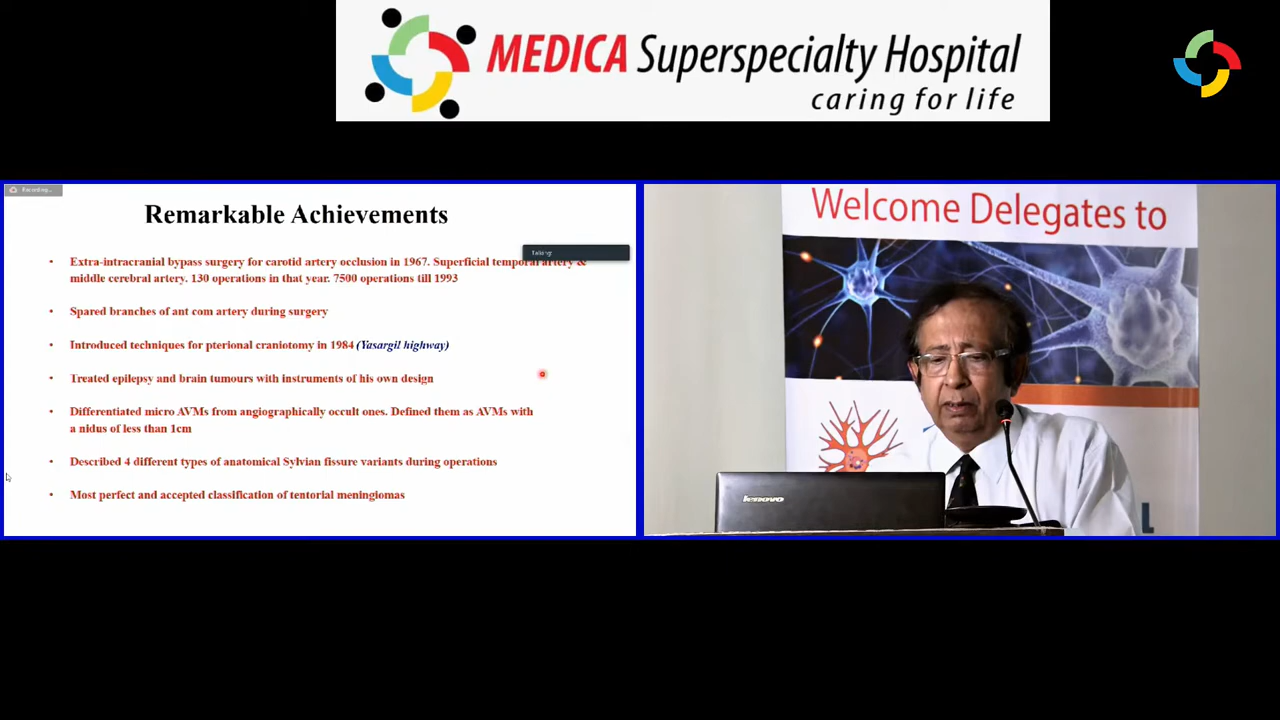 MEDICA Superspecialty Hospital
caring for life
Recording...
Remarkable Achievements
Talking:
• Extra-intracranial bypass surgery for carotid artery occlusion in 1967. Superficial temporal artery &
middle cerebral artery. 130 operations in that year. 7500 operations till 1993
• Spared branches of ant com artery during surgery
• Introduced techniques for pterional craniotomy in 1984 (Yasargil highway)
• Treated epilepsy and brain tumours with instruments of his own design
• Differentiated micro AVMs from angiographically occult ones. Defined them as AVMs with
a nidus of less than 1cm
• Described 4 different types of anatomical Sylvian fissure variants during operations
• Most perfect and accepted classification of tentorial meningiomas
Welcome Delegates to
lenovo
L